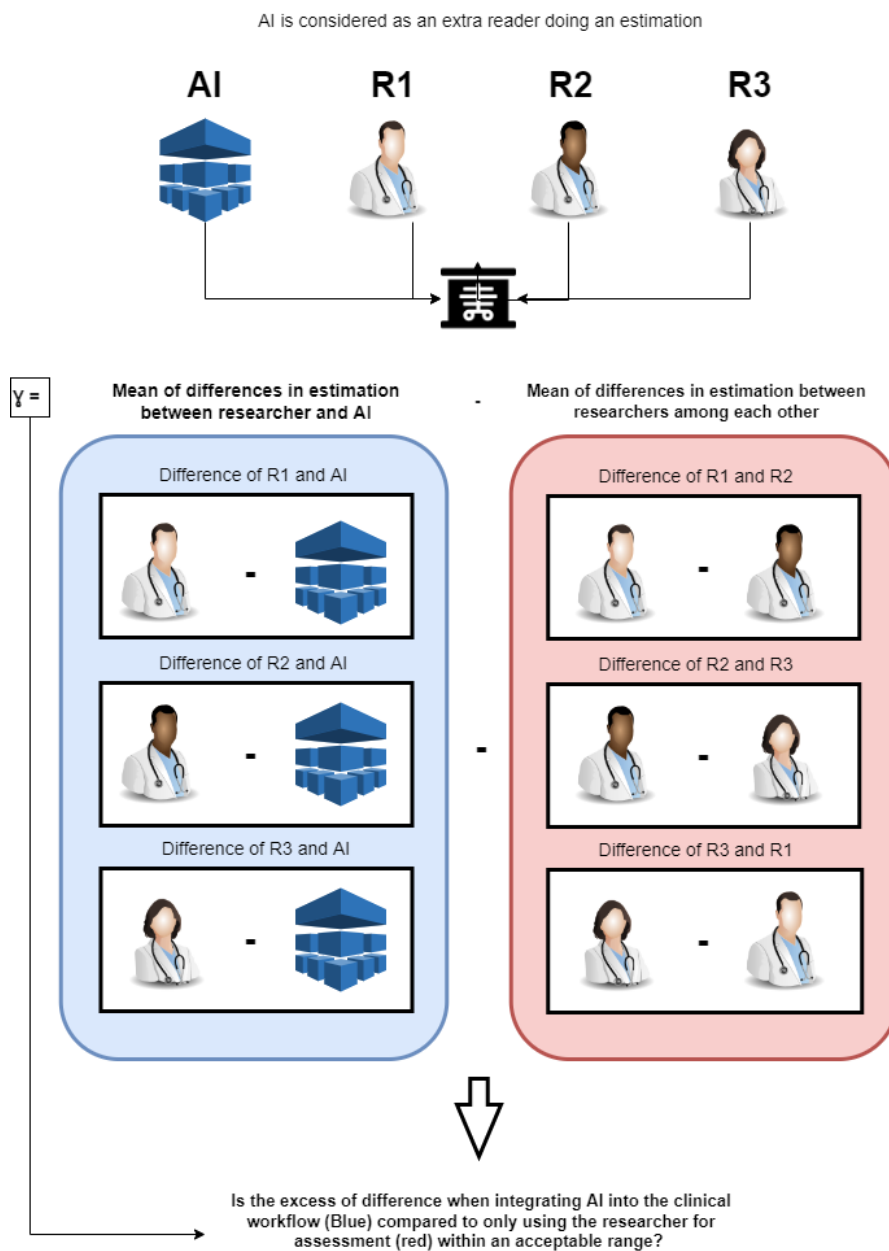 AI is considered as an extra reader doing an estimation
AI R1 R2 R3
Ɣ =
Mean of differences in estimation
between researcher and AI
-
Mean of differences in estimation between
researchers among each other
Difference of R1 and AI
-
Difference of R1 and R2
-
Difference of R2 and AI
-
-
Difference of R2 and R3
-
Difference of R3 and AI
-
Difference of R3 and R1
-
Is the excess of difference when integrating AI into the clinical
workflow (Blue) compared to only using the researcher for
assessment (red) within an acceptable range?